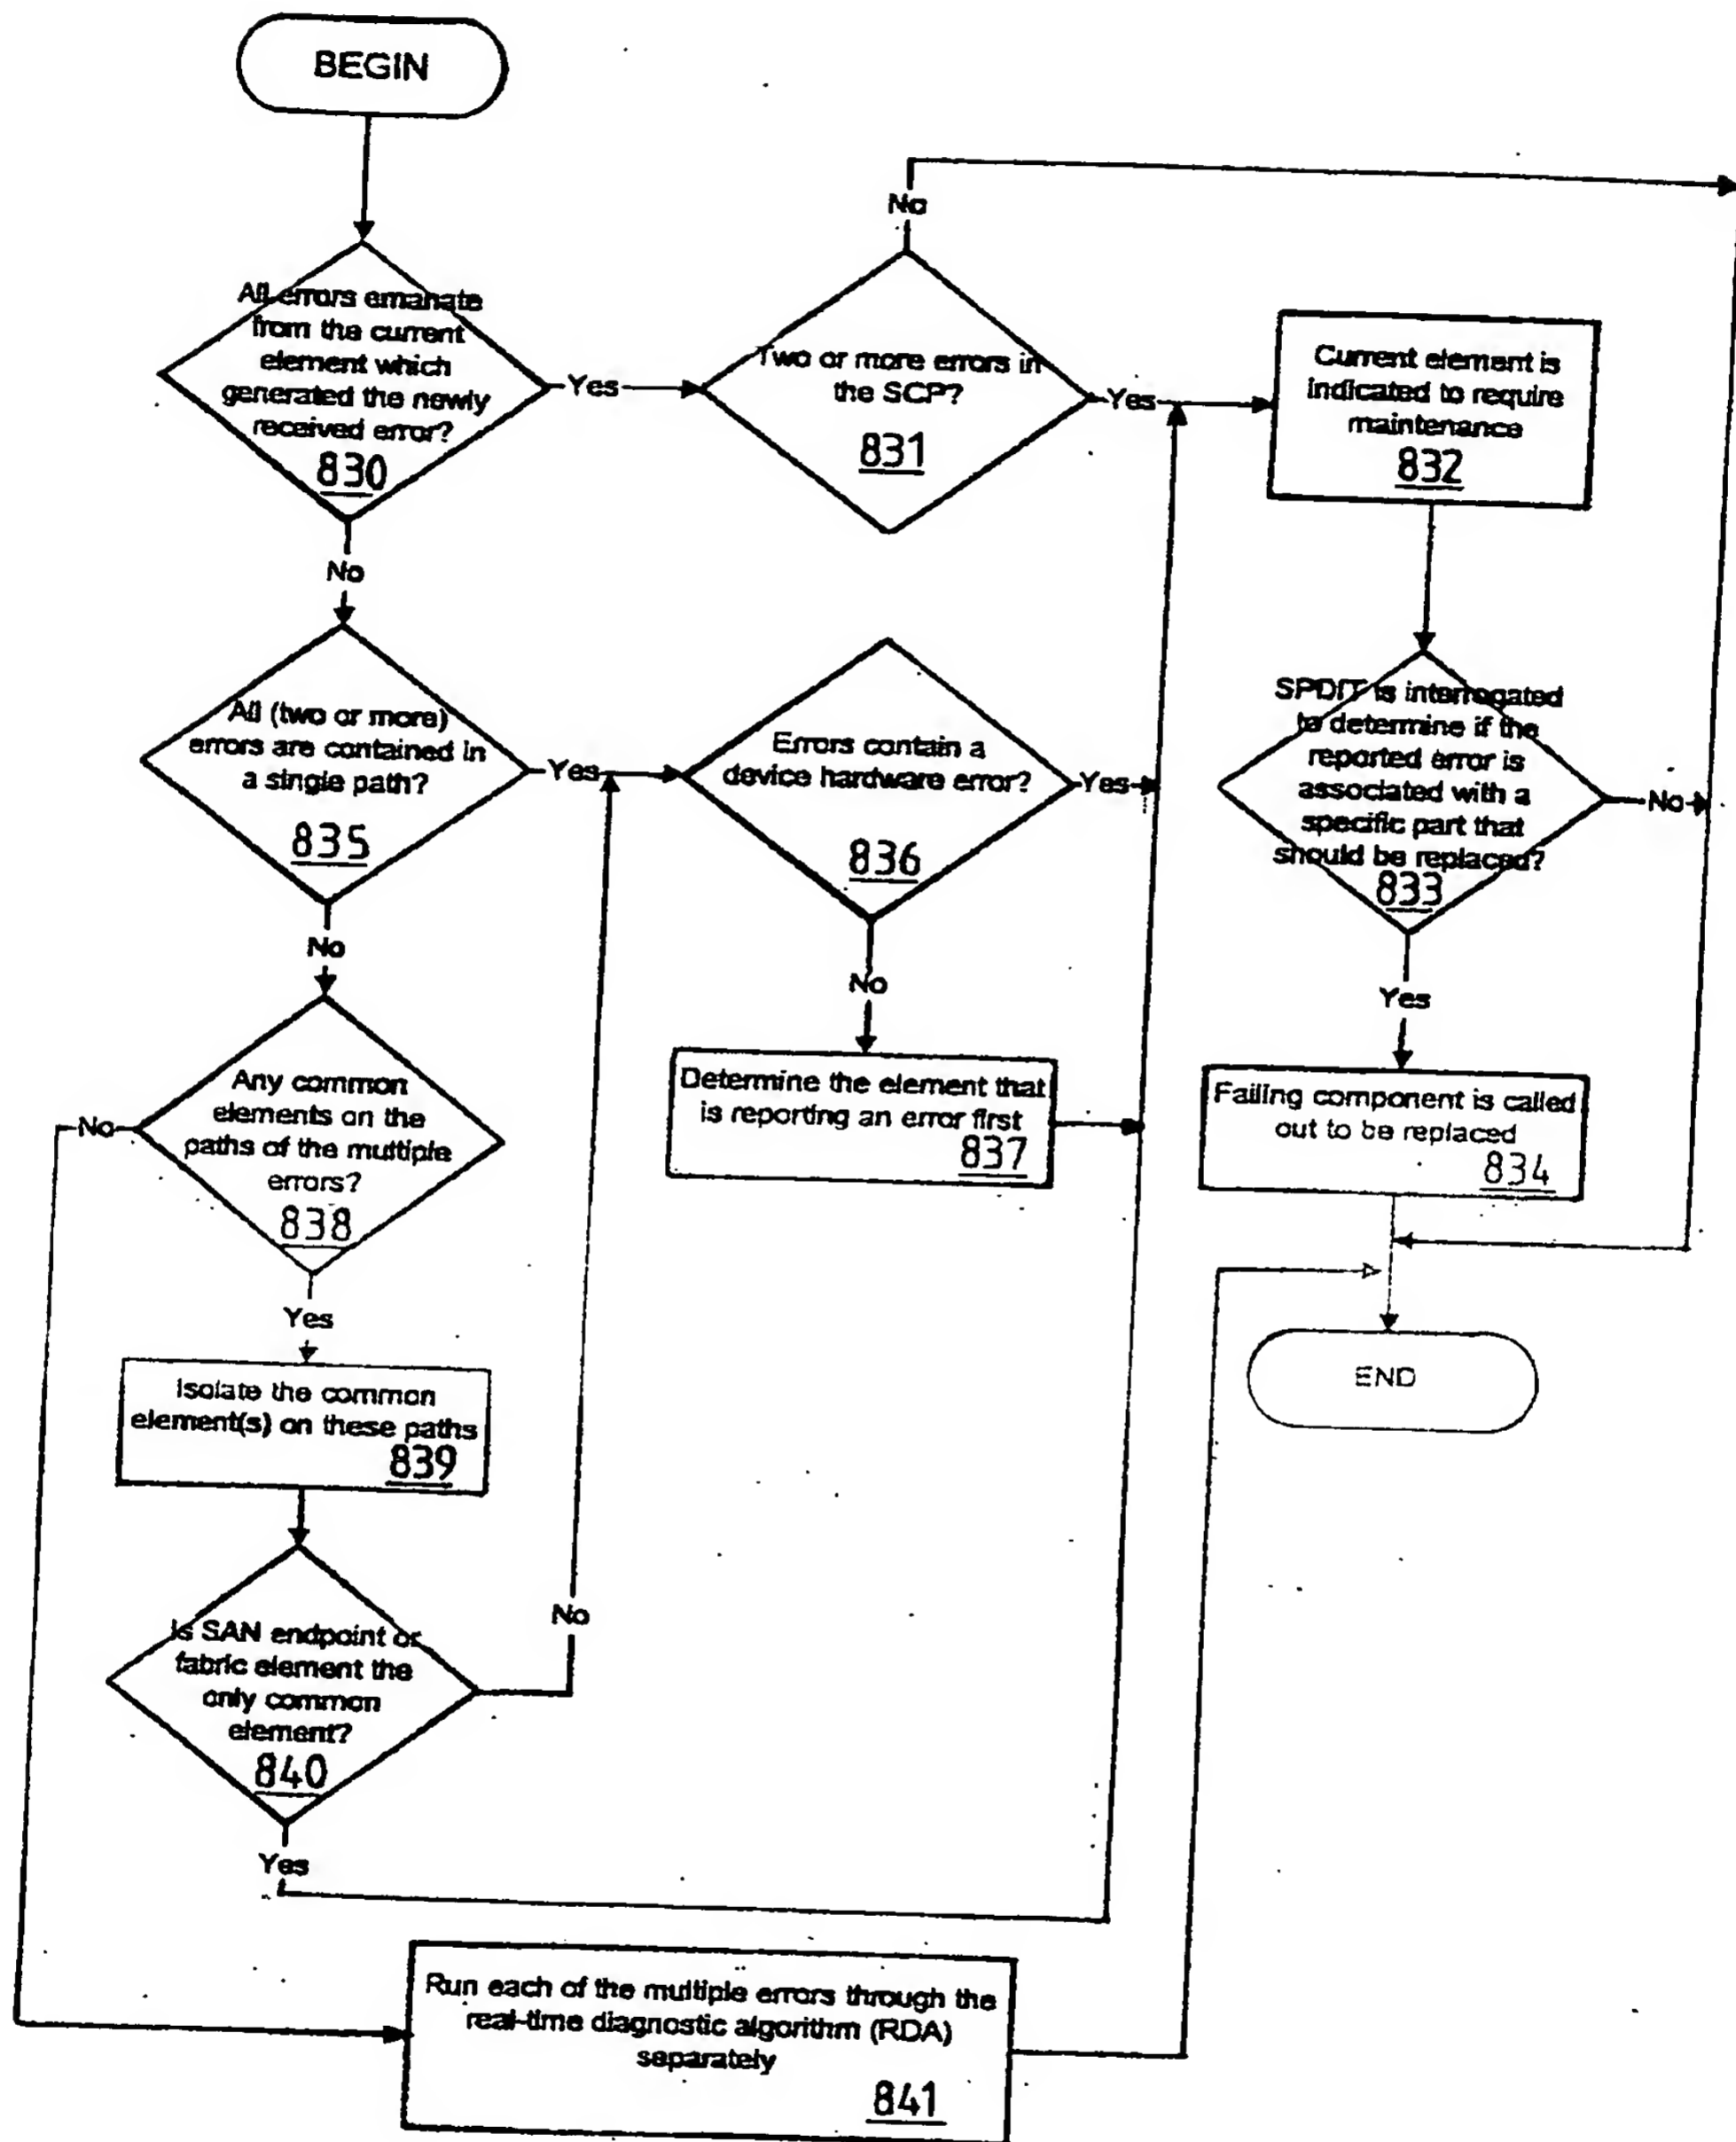 BEGIN
All errors emanate
from the current
element which
generated the newly
received error?
830
Yes
No
Two or more errors in
the SCP?
831
No
Yes
Current element is
indicated to require
maintenance
832
SPDIT is interrogated
to determine if the
reported error is
associated with a
specific part that
should be replaced?
833
No
Yes
Failing component is called
out to be replaced
834
END
All (two or more)
errors are contained in
a single path?
835
Yes
No
Errors contain a
device hardware error?
836
Yes
No
Determine the element that
is reporting an error first
837
Any common
elements on the
paths of the multiple
errors?
838
No
Yes
Isolate the common
element(s) on these paths
839
Is SAN endpoint or
fabric element the
only common
element?
840
No
Yes
Run each of the multiple errors through the
real-time diagnostic algorithm (RDA)
separately
841